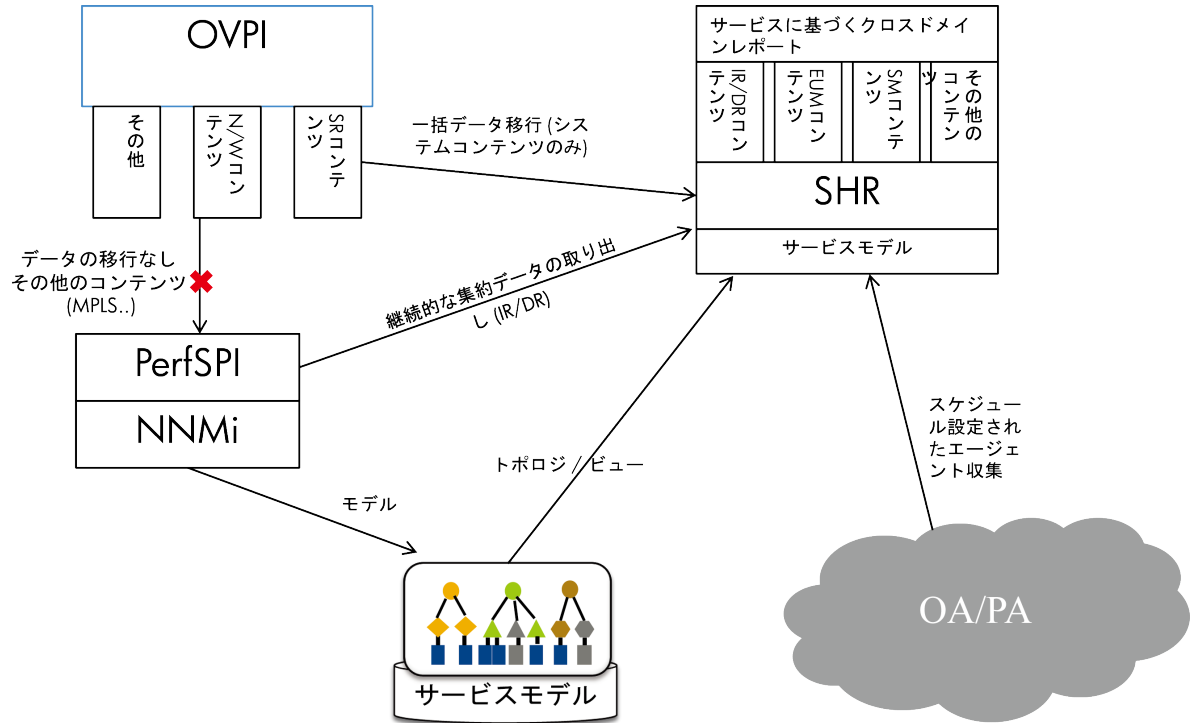 OVPI
その他
N/Wコン
テンツ
SRコンテ
ンツ
一括データ移行 (シス
テムコンテンツのみ)
サービスに基づくクロスドメイ
ンレポート
IR/DRコン
テンツ
EUMコン
テンツ
SMコンテ
ンツ
その他の
コンテン
ツ
SHR
サービスモデル
データの移行なし
その他のコンテンツ
(MPLS..)
継続的な集約データの取り出
し (IR/DR)
PerfSPI
NNMi
モデル
トポロジ / ビュー
スケジュー
ル設定され
たエージェ
ント収集
サービスモデル
OA/PA